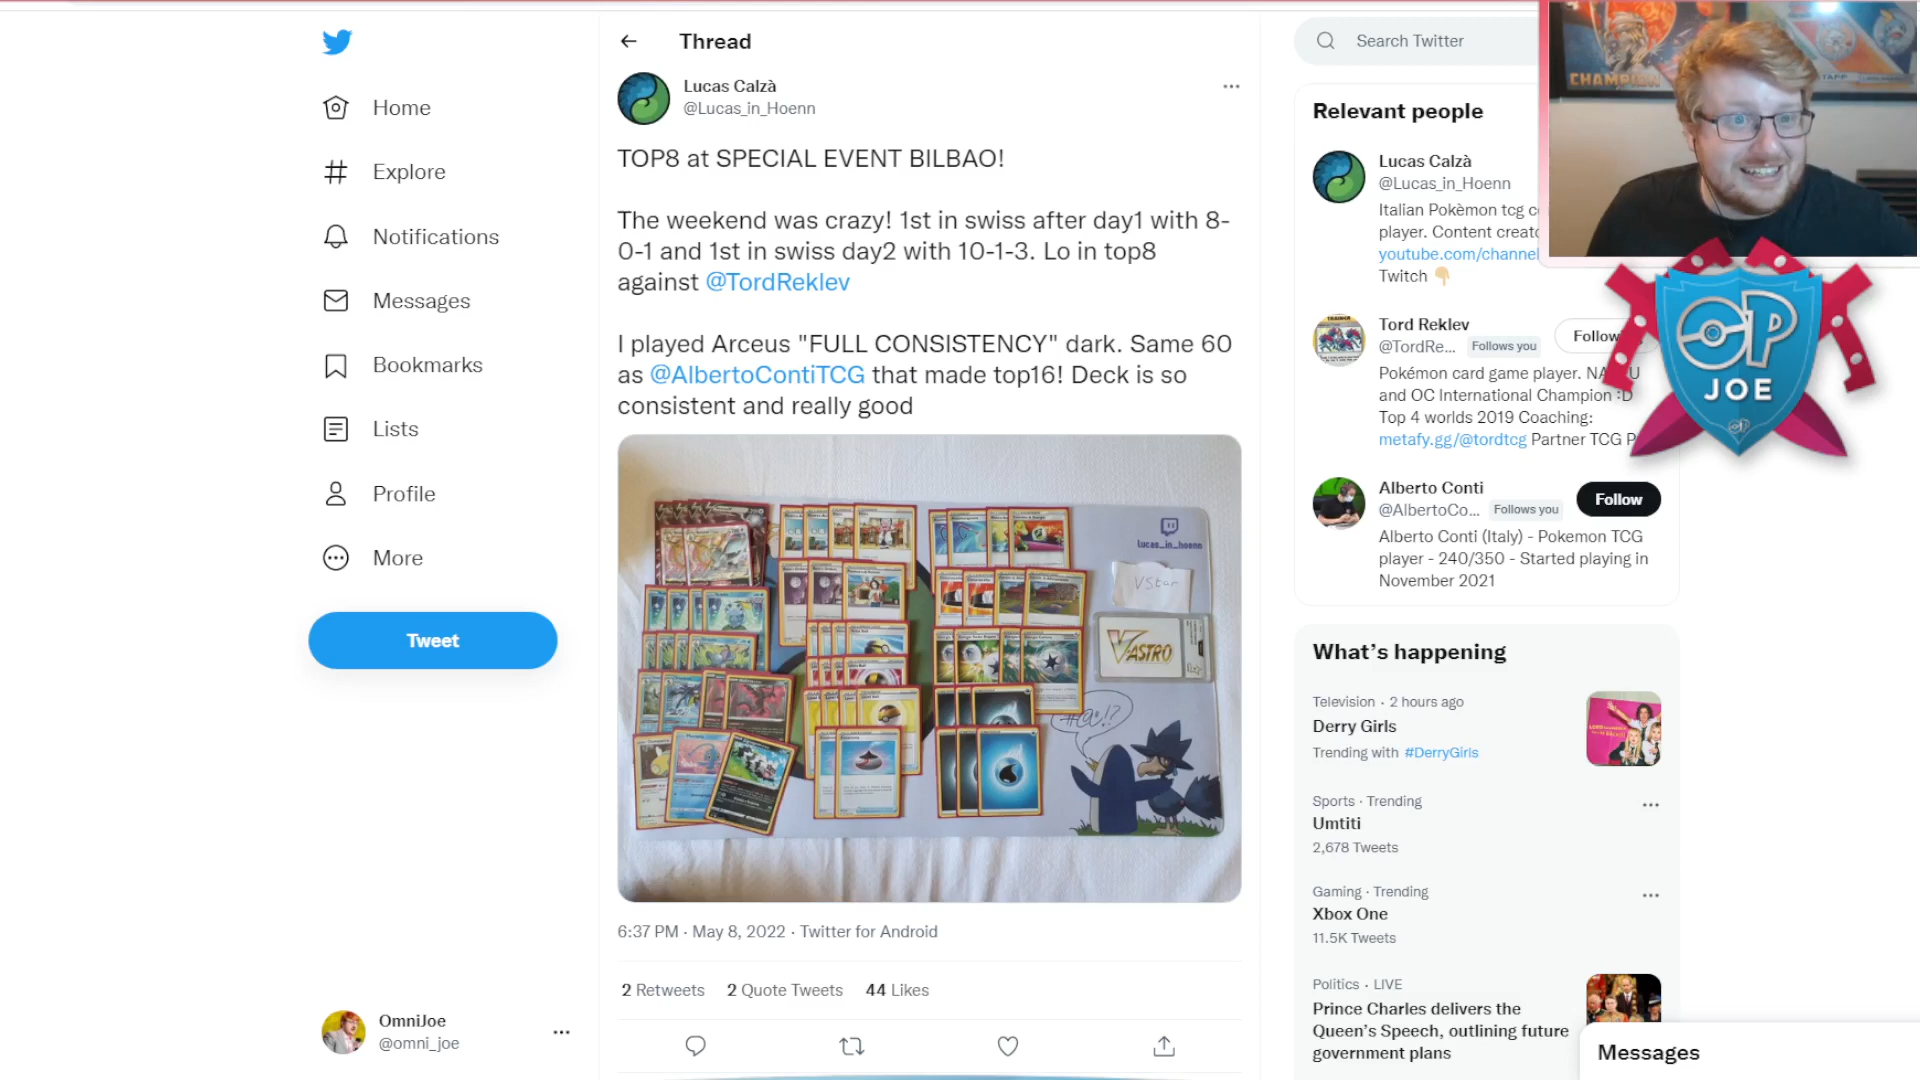 Home
Explore
Notifications
Messages
Bookmarks
Lists
Profile
More
Tweet
OmniJoe
@omni_joe
Thread
Lucas Calzà
@Lucas_in_Hoenn
TOP8 at SPECIAL EVENT BILBAO!
The weekend was crazy! 1st in swiss after day1 with 8-
0-1 and 1st in swiss day2 with 10-1-3. Lo in top8
against @TordReklev
I played Arceus "FULL CONSISTENCY" dark. Same 60
as @AlbertoContiTCG that made top16! Deck is so
consistent and really good
lucas_in_hoenn
VStar
V-ASTRO
#@!?
6:37 PM · May 8, 2022 · Twitter for Android
2 Retweets 2 Quote Tweets 44 Likes
Search Twitter
Relevant people
Lucas Calzà
@Lucas_in_Hoenn
Italian Pokèmon tcg
player. Content
youtube.com/channel
Twitch
Tord Reklev
@TordRe... Follows you
Follow
Pokémon card game player.
and OC International Champion :D
Top 4 worlds 2019 Coaching:
metafy.gg/@tordtcg Partner TCG P
Alberto Conti
@AlbertoCo... Follows you
Follow
Alberto Conti (Italy) - Pokemon TCG
player - 240/350 - Started playing in
November 2021
What's happening
Television · 2 hours ago
Derry Girls
Trending with #DerryGirls
Sports · Trending
Umtiti
2,678 Tweets
Gaming · Trending
Xbox One
11.5K Tweets
Politics · LIVE
Prince Charles delivers the
Queen's Speech, outlining future
government plans
Messages
CHAMPION
OP
JOE